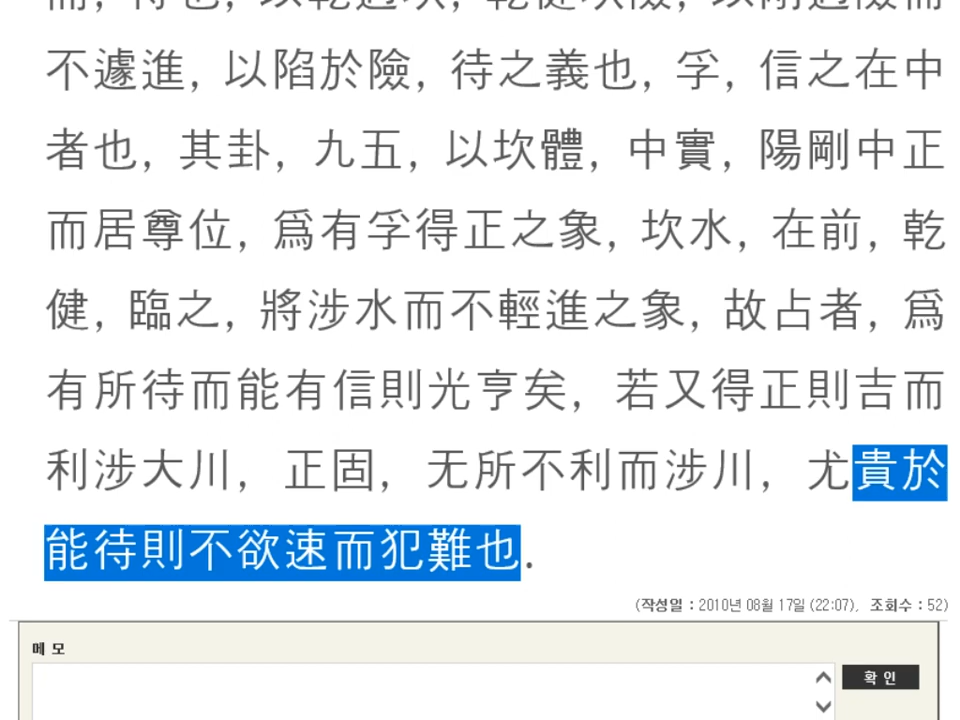 不遽進, 以陷於險, 待之義也, 孚, 信之在中
者也, 其卦, 九五, 以坎體, 中實, 陽剛中正
而居尊位, 爲有孚得正之象, 坎水, 在前, 乾
健, 臨之, 將涉水而不輕進之象, 故占者, 爲
有所待而能有信則光亨矣, 若又得正則吉而
利涉大川, 正固, 无所不利而涉川, 尤貴於
能待則不欲速而犯難也.
(작성일 : 2010년 08월 17일 (22:07), 조회수 : 52)
메 모
확 인